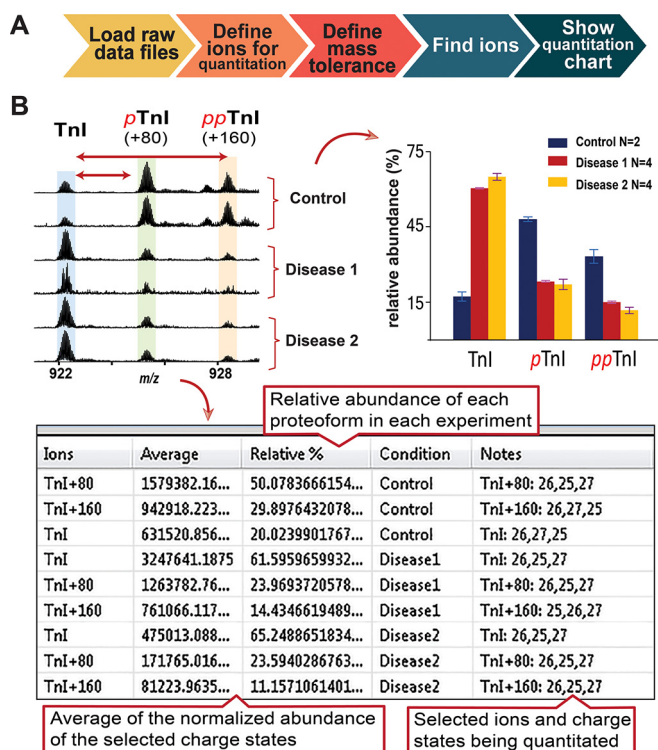 A
Load raw
data files
Define
ions for
quantitation
Define
mass
tolerance
Find ions
Show
quantitation
chart
B
TnI
pTnI
(+80)
ppTnI
(+160)
Control
Disease 1
Disease 2
922
m/z
928
Control N=2
Disease 1 N=4
Disease 2 N=4
relative abundance (%)
75
45
15
TnI
pTnI
ppTnI
Relative abundance of each
proteoform in each experiment
Ions Average Relative % Condition Notes
TnI+80 1579382.16... 50.0783666154... Control TnI+80: 26,25,27
TnI+160 942918.223... 29.8976432078... Control TnI+160: 26,27,25
TnI 631520.856... 20.0239901767... Control TnI: 26,27,25
TnI 3247641.1875 61.5959659932... Disease1 TnI: 26,25,27
TnI+80 1263782.76... 23.9693720578... Disease1 TnI+80: 26,25,27
TnI+160 761066.117... 14.4346619489... Disease1 TnI+160: 25,26,27
TnI 475013.088... 65.2488651834... Disease2 TnI: 26,25,27
TnI+80 171765.016... 23.5940286763... Disease2 TnI+80: 26,25,27
TnI+160 81223.9635... 11.1571061401... Disease2 TnI+160: 26,25,27
Average of the normalized abundance
of the selected charge states
Selected ions and charge
states being quantitated